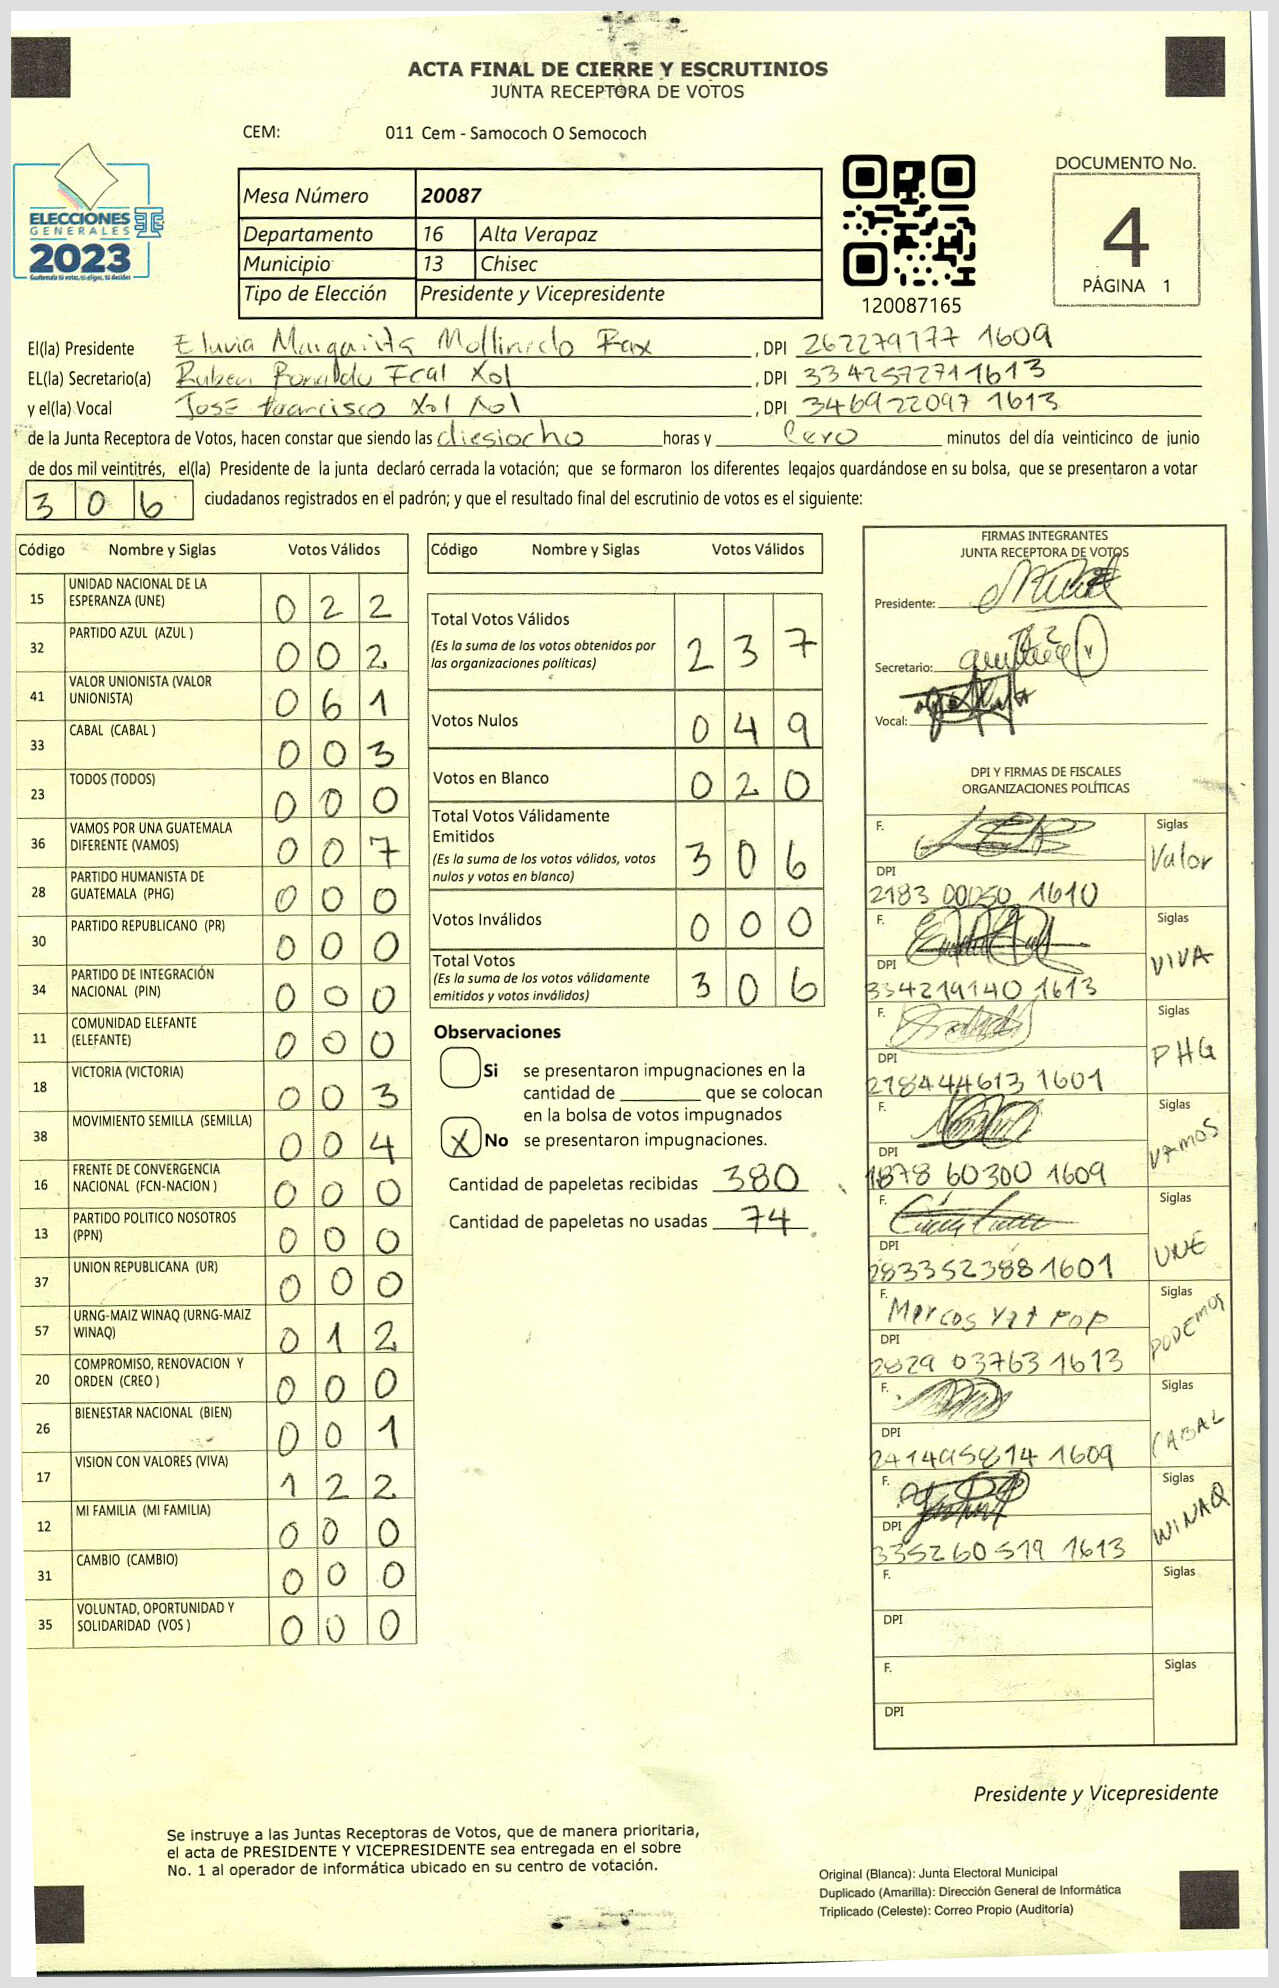 ACTA FINAL DE CIERRE Y ESCRUTINIOS
JUNTA RECEPTORA DE VOTOS
CEM: 011 Cem - Samococh O Semococh
ELECCIONES
GENERALES
2023
Mesa Número 20087
Departamento 16 Alta Verapaz
Municipio 13 Chisec
Tipo de Elección Presidente y Vicepresidente
120087165
DOCUMENTO No.
4
PÁGINA 1
El(la) Presidente Eluvia Margarita Mollinedo Rax, DPI 262279777 1609
EL(la) Secretario(a) Ruben Ronaldo Ical Xol, DPI 334257271 1613
y el(la) Vocal José Francisco Xol Xol, DPI 346922097 1613
de la Junta Receptora de Votos, hacen constar que siendo las diesiocho horas y cero minutos del día veinticinco de junio
de dos mil veintitrés, el(la) Presidente de la junta declaró cerrada la votación; que se formaron los diferentes legajos guardándose en su bolsa, que se presentaron a votar
306 ciudadanos registrados en el padrón; y que el resultado final del escrutinio de votos es el siguiente:
Código Nombre y Siglas Votos Válidos
15 UNIDAD NACIONAL DE LA ESPERANZA (UNE) 0 2 2
32 PARTIDO AZUL (AZUL ) 0 0 2
41 VALOR UNIONISTA (VALOR UNIONISTA) 0 6 1
33 CABAL (CABAL ) 0 0 3
23 TODOS (TODOS) 0 0 0
36 VAMOS POR UNA GUATEMALA DIFERENTE (VAMOS) 0 0 7
28 PARTIDO HUMANISTA DE GUATEMALA (PHG) 0 0 0
30 PARTIDO REPUBLICANO (PR) 0 0 0
34 PARTIDO DE INTEGRACIÓN NACIONAL (PIN) 0 0 0
11 COMUNIDAD ELEFANTE (ELEFANTE) 0 0 0
18 VICTORIA (VICTORIA) 0 0 3
38 MOVIMIENTO SEMILLA (SEMILLA) 0 0 4
16 FRENTE DE CONVERGENCIA NACIONAL (FCN-NACION ) 0 0 0
13 PARTIDO POLITICO NOSOTROS (PPN) 0 0 0
37 UNION REPUBLICANA (UR) 0 0 0
57 URNG-MAIZ WINAQ (URNG-MAIZ WINAQ) 0 1 2
20 COMPROMISO, RENOVACION Y ORDEN (CREO ) 0 0 0
26 BIENESTAR NACIONAL (BIEN) 0 0 1
17 VISION CON VALORES (VIVA) 1 2 2
12 MI FAMILIA (MI FAMILIA) 0 0 0
31 CAMBIO (CAMBIO) 0 0 0
35 VOLUNTAD, OPORTUNIDAD Y SOLIDARIDAD (VOS ) 0 0 0
Código Nombre y Siglas Votos Válidos
Total Votos Válidos 2 3 7
(Es la suma de los votos obtenidos por
las organizaciones políticas)
Votos Nulos 0 4 9
Votos en Blanco 0 2 0
Total Votos Válidamente
Emitidos 3 0 6
(Es la suma de los votos válidos, votos
nulos y votos en blanco)
Votos Inválidos 0 0 0
Total Votos 3 0 6
(Es la suma de los votos válidamente
emitidos y votos inválidos)
Observaciones
Si se presentaron impugnaciones en la
cantidad de ________ que se colocan
en la bolsa de votos impugnados
X No se presentaron impugnaciones.
Cantidad de papeletas recibidas 380
Cantidad de papeletas no usadas 74
FIRMAS INTEGRANTES
JUNTA RECEPTORA DE VOTOS
Presidente:
Secretario:
Vocal:
DPI Y FIRMAS DE FISCALES
ORGANIZACIONES POLÍTICAS
F. Siglas Valor
DPI
F. Siglas VIVA
DPI 334219140 1613
F. Siglas PHG
DPI 218444613 1601
F. Siglas VAMOS
DPI 1878 60300 1609
F. Siglas UNE
DPI 283352388 1601
F. Marcos Yat Pop Siglas PODEMOS
DPI 2829 03763 1613
F. Siglas CABAL
DPI 241495814 1609
F. Siglas WINAQ
DPI 335260519 1613
F. Siglas
DPI
F. Siglas
DPI
Presidente y Vicepresidente
Se instruye a las Juntas Receptoras de Votos, que de manera prioritaria,
el acta de PRESIDENTE Y VICEPRESIDENTE sea entregada en el sobre
No. 1 al operador de informática ubicado en su centro de votación.
Original (Blanca): Junta Electoral Municipal
Duplicado (Amarilla): Dirección General de Informática
Triplicado (Celeste): Correo Propio (Auditoría)